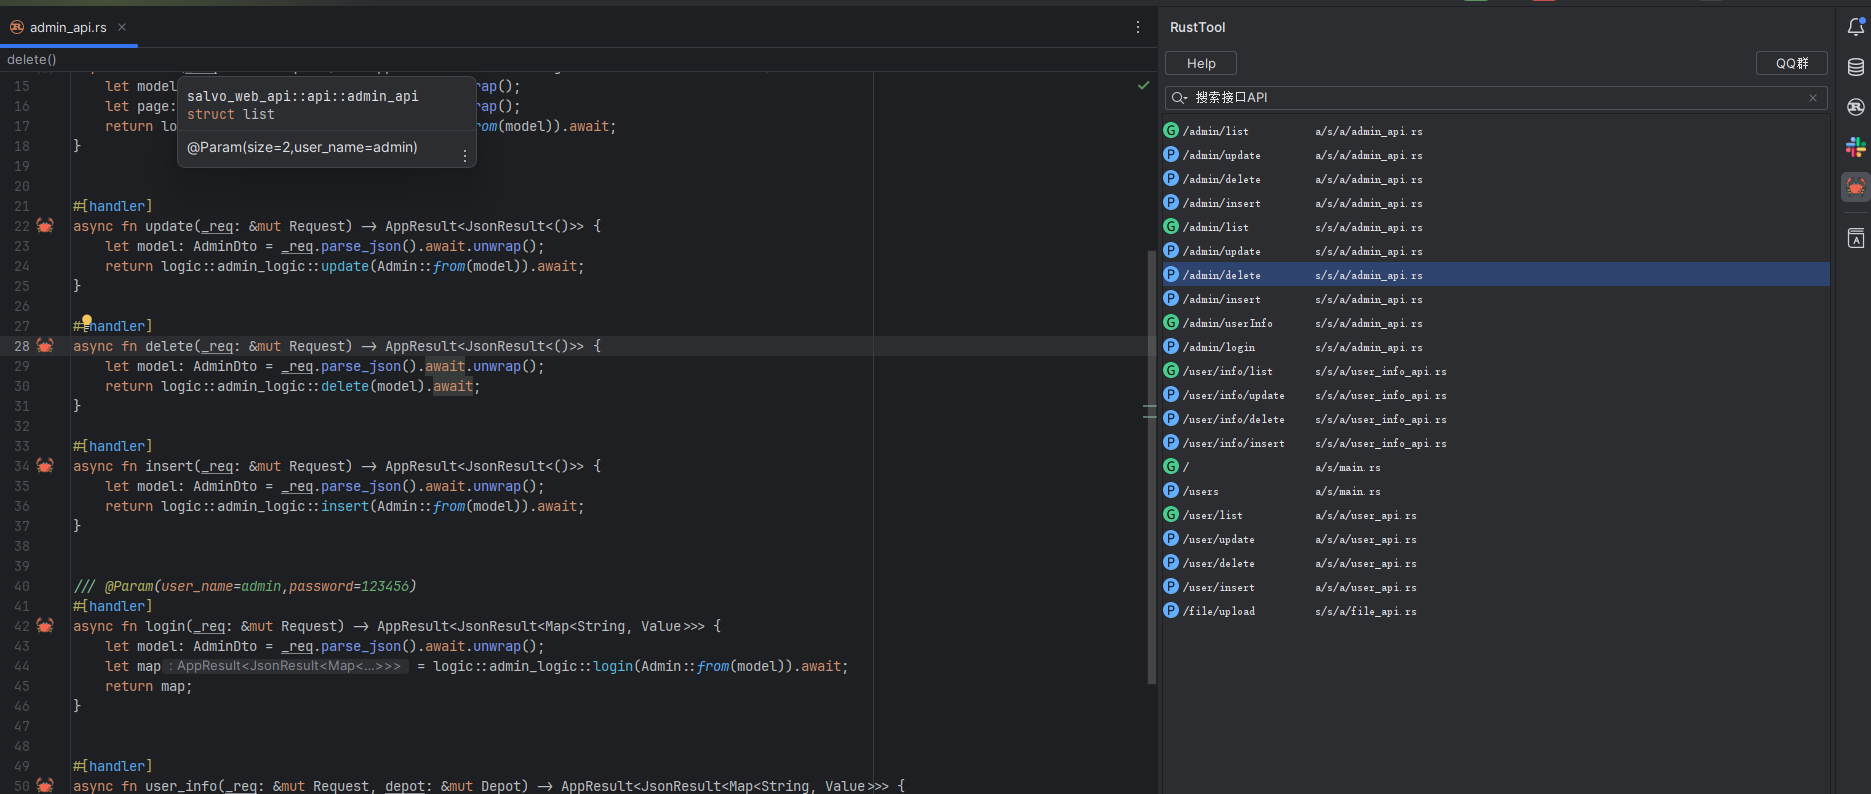 admin_api.rs
delete()
15 let model
rap();
16 let page:
rap();
17 return lo
rom(model)).await;
18 }
19
20
21 #[handler]
22 async fn update(_req: &mut Request) -> AppResult<JsonResult<()>> {
23 let model: AdminDto = _req.parse_json().await.unwrap();
24 return logic::admin_logic::update(Admin::from(model)).await;
25 }
26
27 #[handler]
28 async fn delete(_req: &mut Request) -> AppResult<JsonResult<()>> {
29 let model: AdminDto = _req.parse_json().await.unwrap();
30 return logic::admin_logic::delete(model).await;
31 }
32
33 #[handler]
34 async fn insert(_req: &mut Request) -> AppResult<JsonResult<()>> {
35 let model: AdminDto = _req.parse_json().await.unwrap();
36 return logic::admin_logic::insert(Admin::from(model)).await;
37 }
38
39
40 /// @Param(user_name=admin,password=123456)
41 #[handler]
42 async fn login(_req: &mut Request) -> AppResult<JsonResult<Map<String, Value>>> {
43 let model: AdminDto = _req.parse_json().await.unwrap();
44 let map : AppResult<JsonResult<Map<…>>> = logic::admin_logic::login(Admin::from(model)).await;
45 return map;
46 }
47
48
49 #[handler]
50 async fn user_info(_req: &mut Request, depot: &mut Depot) -> AppResult<JsonResult<Map<String, Value>>> {
salvo_web_api::api::admin_api
struct list
@Param(size=2,user_name=admin)
RustTool
Help
QQ群
搜索接口API
G /admin/list a/s/a/admin_api.rs
P /admin/update a/s/a/admin_api.rs
P /admin/delete a/s/a/admin_api.rs
P /admin/insert a/s/a/admin_api.rs
G /admin/list s/s/a/admin_api.rs
P /admin/update s/s/a/admin_api.rs
P /admin/delete s/s/a/admin_api.rs
P /admin/insert s/s/a/admin_api.rs
G /admin/userInfo s/s/a/admin_api.rs
P /admin/login s/s/a/admin_api.rs
G /user/info/list s/s/a/user_info_api.rs
P /user/info/update s/s/a/user_info_api.rs
P /user/info/delete s/s/a/user_info_api.rs
P /user/info/insert s/s/a/user_info_api.rs
G / a/s/main.rs
P /users a/s/main.rs
G /user/list a/s/a/user_api.rs
P /user/update a/s/a/user_api.rs
P /user/delete a/s/a/user_api.rs
P /user/insert a/s/a/user_api.rs
P /file/upload s/s/a/file_api.rs